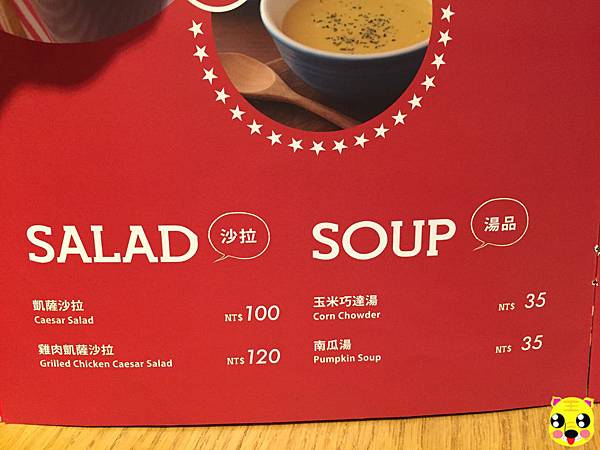 SALAD 沙拉
凱薩沙拉
Caesar Salad NT$ 100
雞肉凱薩沙拉
Grilled Chicken Caesar Salad NT$ 120
SOUP 湯品
玉米巧達湯
Corn Chowder NT$ 35
南瓜湯
Pumpkin Soup NT$ 35